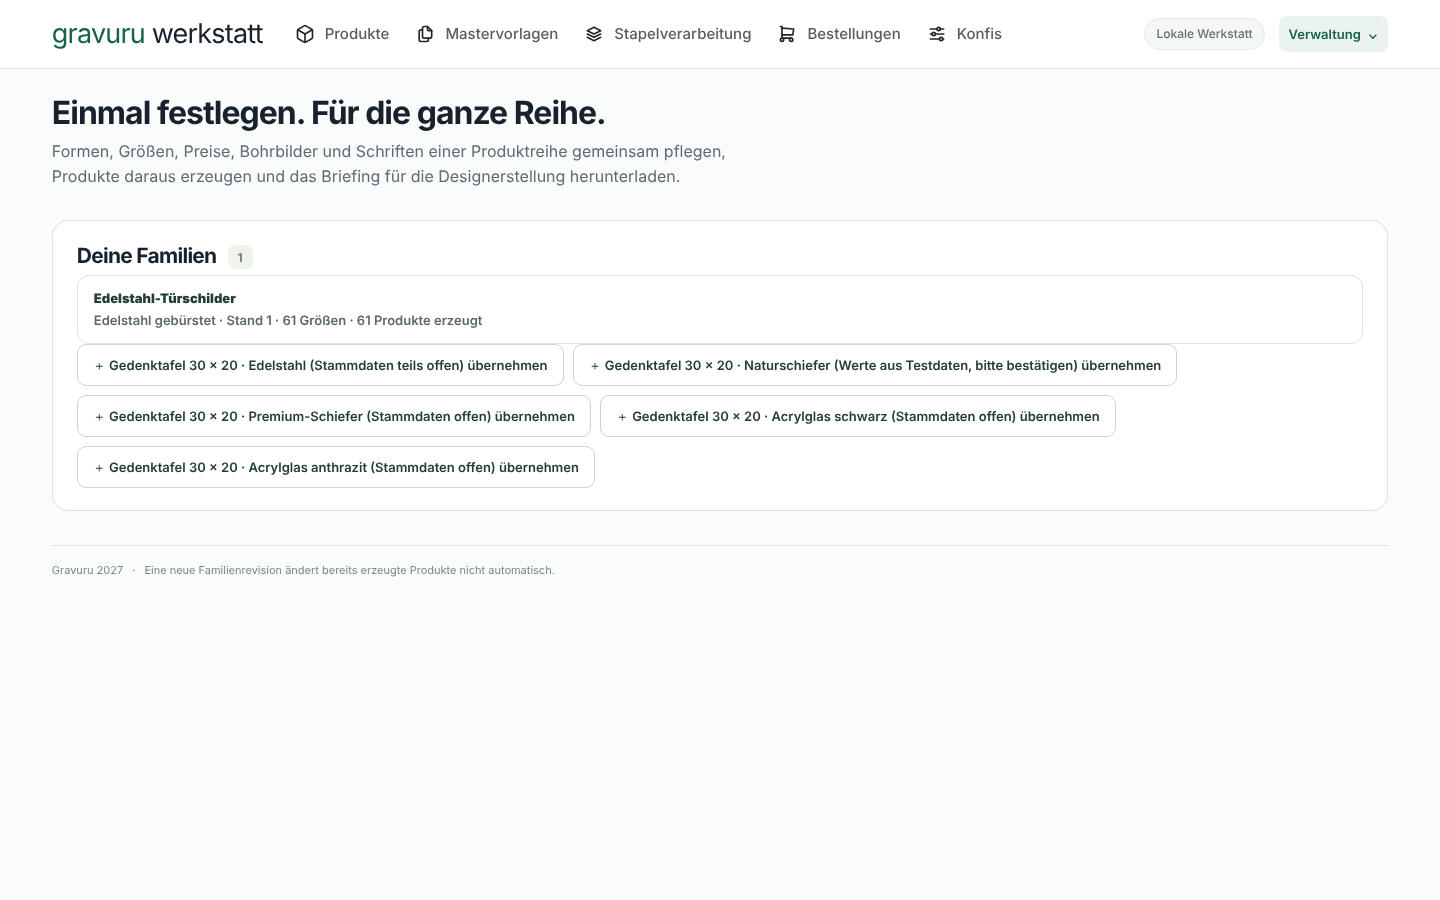 gravuru werkstatt
Produkte
Mastervorlagen
Stapelverarbeitung
Bestellungen
Konfis
Lokale Werkstatt
Verwaltung
Einmal festlegen. Für die ganze Reihe.
Formen, Größen, Preise, Bohrbilder und Schriften einer Produktreihe gemeinsam pflegen,
Produkte daraus erzeugen und das Briefing für die Designerstellung herunterladen.
Deine Familien 1
Edelstahl-Türschilder
Edelstahl gebürstet · Stand 1 · 61 Größen · 61 Produkte erzeugt
+ Gedenktafel 30 × 20 · Edelstahl (Stammdaten teils offen) übernehmen
+ Gedenktafel 30 × 20 · Naturschiefer (Werte aus Testdaten, bitte bestätigen) übernehmen
+ Gedenktafel 30 × 20 · Premium-Schiefer (Stammdaten offen) übernehmen
+ Gedenktafel 30 × 20 · Acrylglas schwarz (Stammdaten offen) übernehmen
+ Gedenktafel 30 × 20 · Acrylglas anthrazit (Stammdaten offen) übernehmen
Gravuru 2027 · Eine neue Familienrevision ändert bereits erzeugte Produkte nicht automatisch.